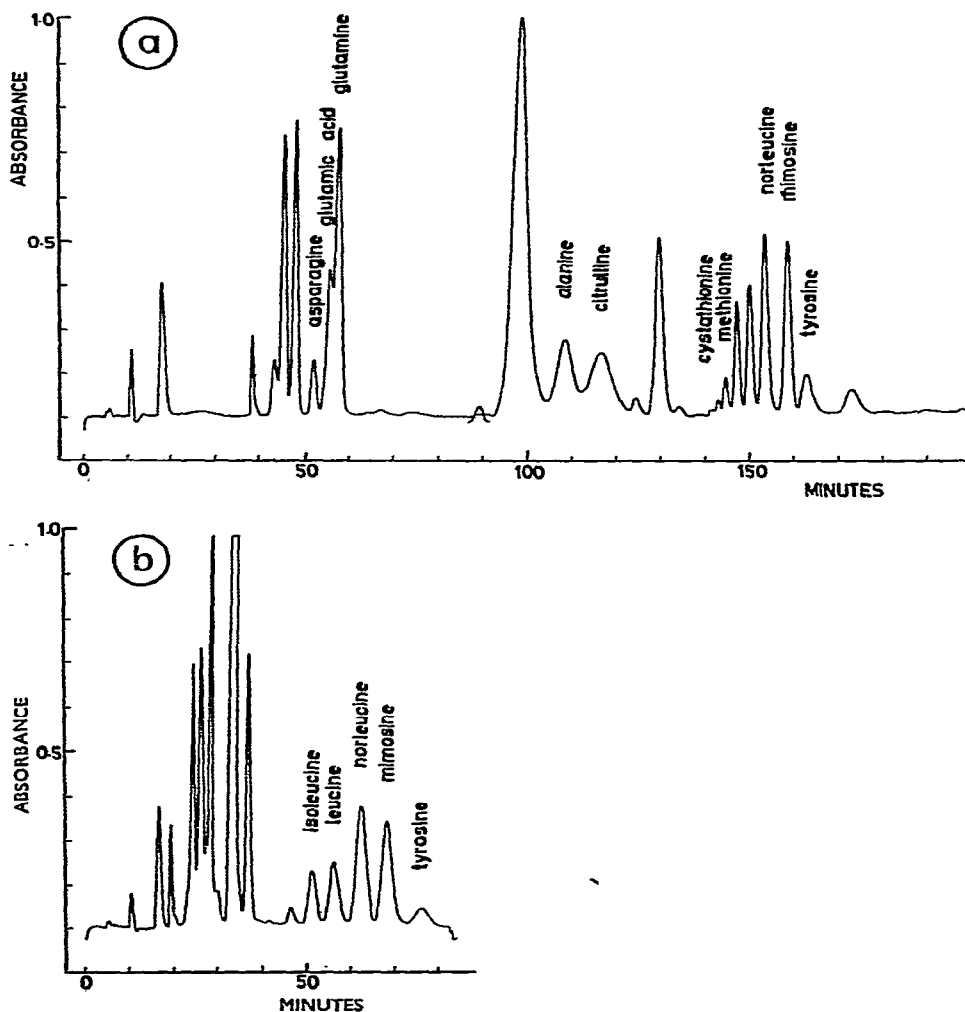 a
ABSORBANCE
1.0
0.5
asparagine
glutamic acid
glutamine
alanine
citrulline
cystathionine
methionine
norleucine
mimosine
tyrosine
0
50
100
150
MINUTES
b
ABSORBANCE
1.0
0.5
isoleucine
leucine
norleucine
mimosine
tyrosine
0
50
MINUTES